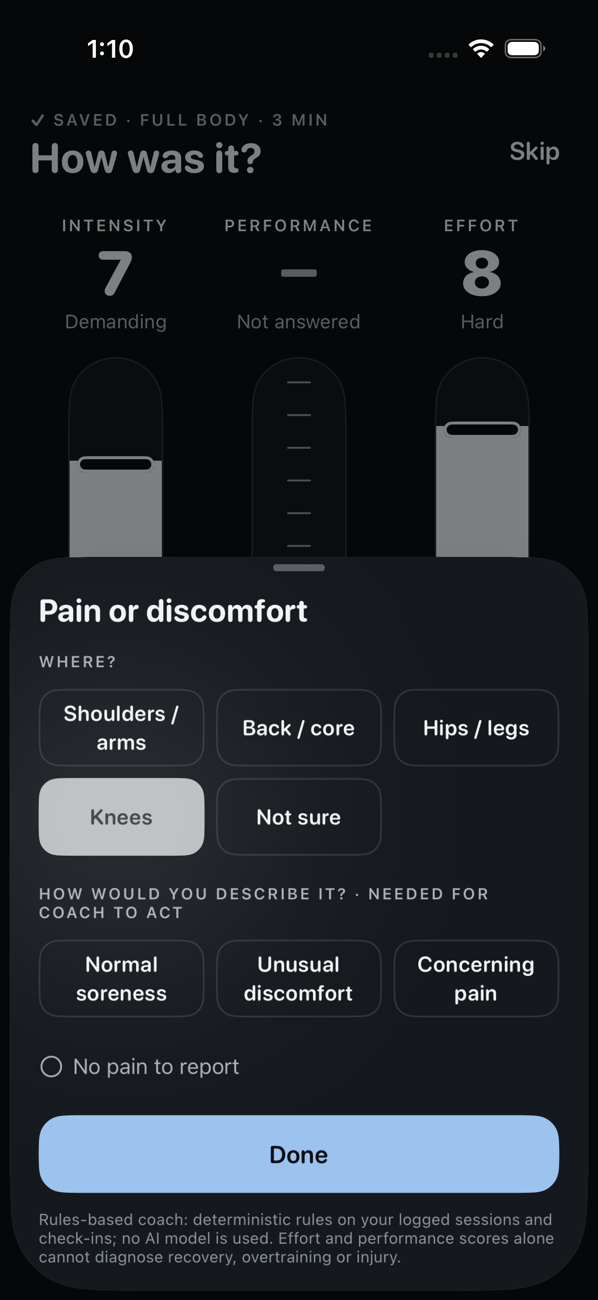 1:10
✓ SAVED · FULL BODY · 3 MIN
How was it?
Skip
INTENSITY
7
Demanding
PERFORMANCE
–
Not answered
EFFORT
8
Hard
Pain or discomfort
WHERE?
Shoulders /
arms
Back / core
Hips / legs
Knees
Not sure
HOW WOULD YOU DESCRIBE IT? · NEEDED FOR
COACH TO ACT
Normal
soreness
Unusual
discomfort
Concerning
pain
No pain to report
Done
Rules-based coach: deterministic rules on your logged sessions and
check-ins; no AI model is used. Effort and performance scores alone
cannot diagnose recovery, overtraining or injury.